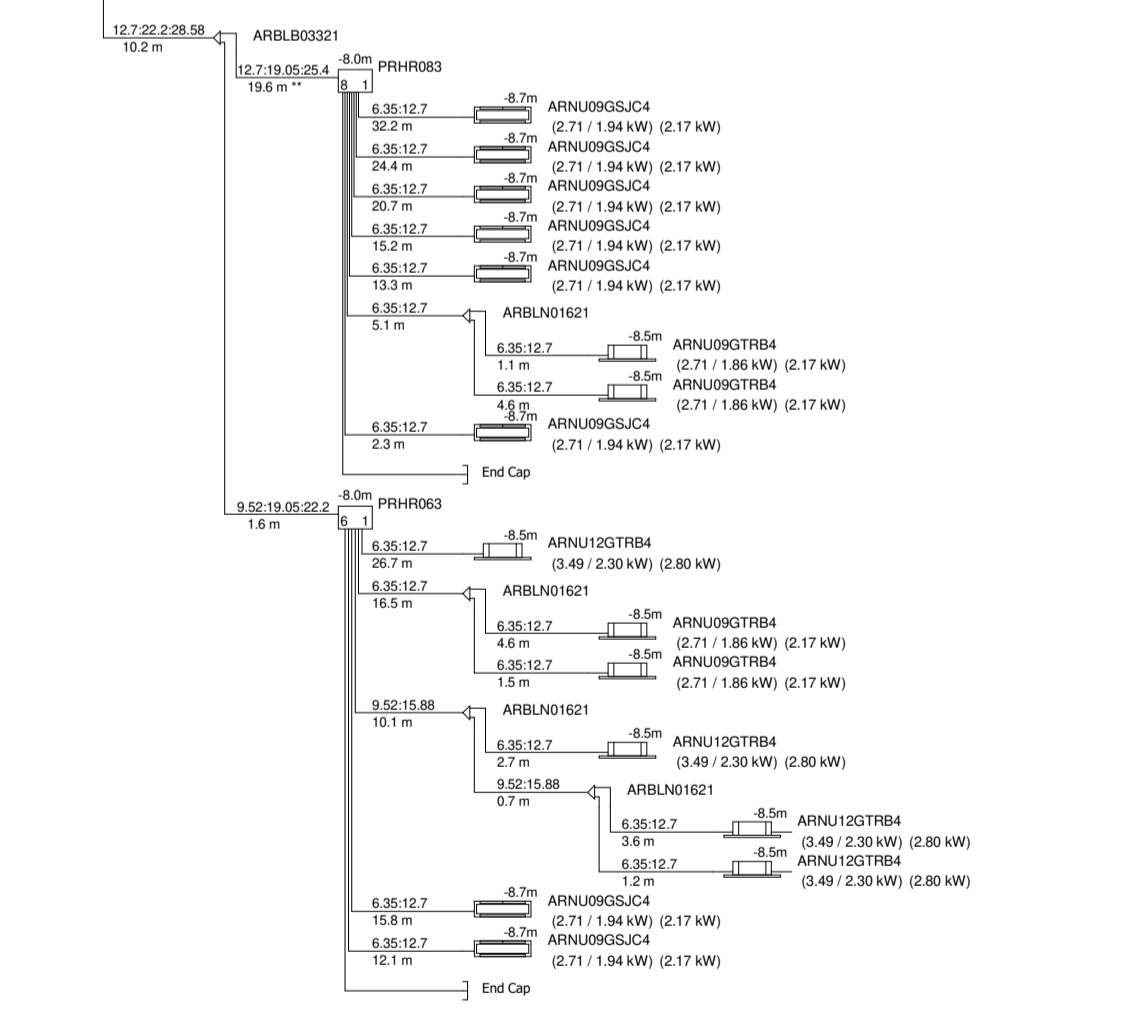 12.7:22.2:28.58
10.2 m
ARBLB03321
12.7:19.05:25.4
19.6 m **
-8.0m
PRHR083
8 1
6.35:12.7
32.2 m
-8.7m
ARNU09GSJC4
(2.71 / 1.94 kW) (2.17 kW)
6.35:12.7
24.4 m
-8.7m
ARNU09GSJC4
(2.71 / 1.94 kW) (2.17 kW)
6.35:12.7
20.7 m
-8.7m
ARNU09GSJC4
(2.71 / 1.94 kW) (2.17 kW)
6.35:12.7
15.2 m
-8.7m
ARNU09GSJC4
(2.71 / 1.94 kW) (2.17 kW)
6.35:12.7
13.3 m
-8.7m
ARNU09GSJC4
(2.71 / 1.94 kW) (2.17 kW)
6.35:12.7
5.1 m
ARBLN01621
6.35:12.7
1.1 m
-8.5m
ARNU09GTRB4
(2.71 / 1.86 kW) (2.17 kW)
6.35:12.7
4.6 m
-8.5m
ARNU09GTRB4
(2.71 / 1.86 kW) (2.17 kW)
6.35:12.7
2.3 m
-8.7m
ARNU09GSJC4
(2.71 / 1.94 kW) (2.17 kW)
End Cap
9.52:19.05:22.2
1.6 m
-8.0m
PRHR063
6 1
6.35:12.7
26.7 m
-8.5m
ARNU12GTRB4
(3.49 / 2.30 kW) (2.80 kW)
6.35:12.7
16.5 m
ARBLN01621
6.35:12.7
4.6 m
-8.5m
ARNU09GTRB4
(2.71 / 1.86 kW) (2.17 kW)
6.35:12.7
1.5 m
-8.5m
ARNU09GTRB4
(2.71 / 1.86 kW) (2.17 kW)
9.52:15.88
10.1 m
ARBLN01621
6.35:12.7
2.7 m
-8.5m
ARNU12GTRB4
(3.49 / 2.30 kW) (2.80 kW)
9.52:15.88
0.7 m
ARBLN01621
6.35:12.7
3.6 m
-8.5m
ARNU12GTRB4
(3.49 / 2.30 kW) (2.80 kW)
6.35:12.7
1.2 m
-8.5m
ARNU12GTRB4
(3.49 / 2.30 kW) (2.80 kW)
6.35:12.7
15.8 m
-8.7m
ARNU09GSJC4
(2.71 / 1.94 kW) (2.17 kW)
6.35:12.7
12.1 m
-8.7m
ARNU09GSJC4
(2.71 / 1.94 kW) (2.17 kW)
End Cap